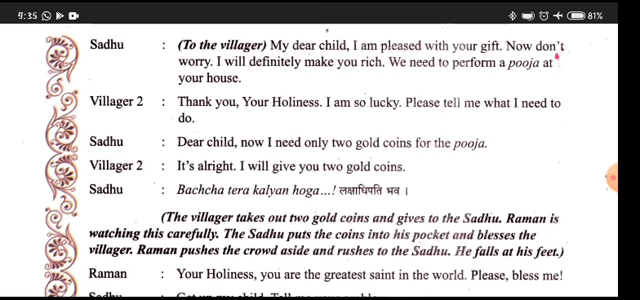 9:35 81%
Sadhu : (To the villager) My dear child, I am pleased with your gift. Now don't
worry. I will definitely make you rich. We need to perform a pooja at
your house.
Villager 2 : Thank you, Your Holiness. I am so lucky. Please tell me what I need to
do.
Sadhu : Dear child, now I need only two gold coins for the pooja.
Villager 2 : It's alright. I will give you two gold coins.
Sadhu : Bachcha tera kalyan hoga...! लक्षाधिपति भव ।
(The villager takes out two gold coins and gives to the Sadhu. Raman is
watching this carefully. The Sadhu puts the coins into his pocket and blesses the
villager. Raman pushes the crowd aside and rushes to the Sadhu. He falls at his feet.)
Raman : Your Holiness, you are the greatest saint in the world. Please, bless me!